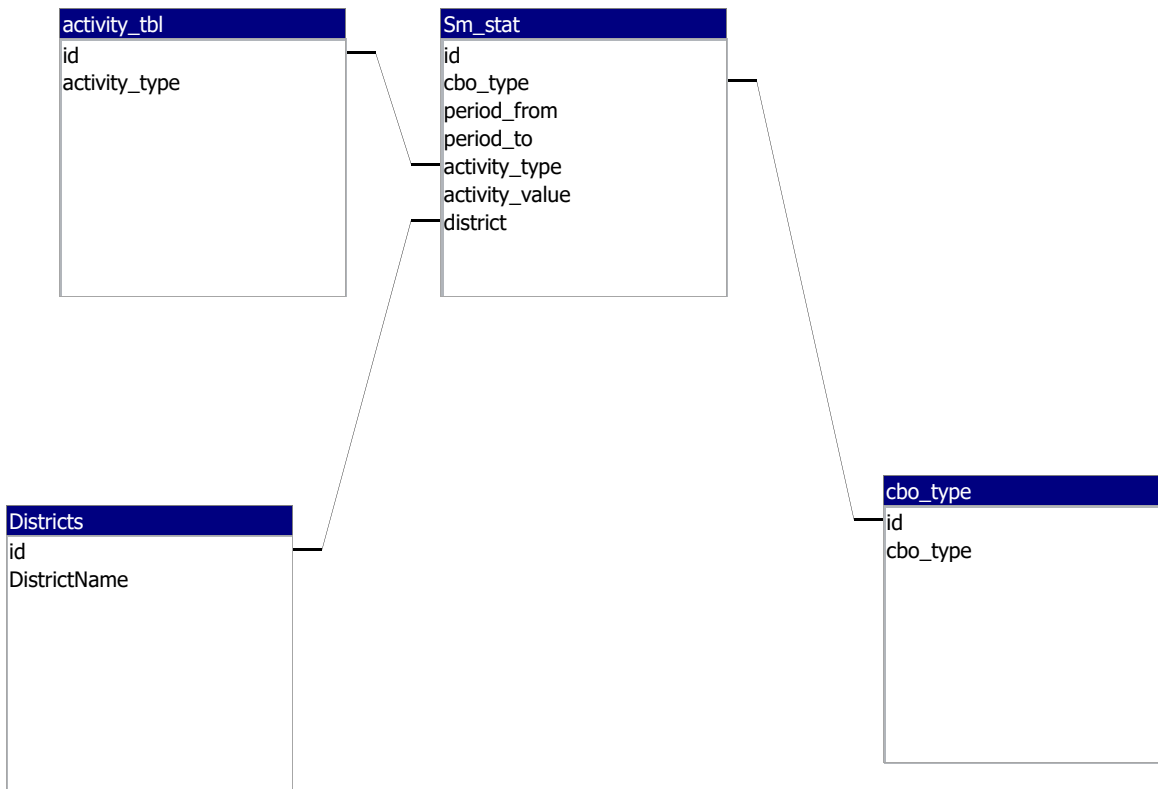 activity_tbl
id
activity_type
Sm_stat
id
cbo_type
period_from
period_to
activity_type
activity_value
district
Districts
id
DistrictName
cbo_type
id
cbo_type